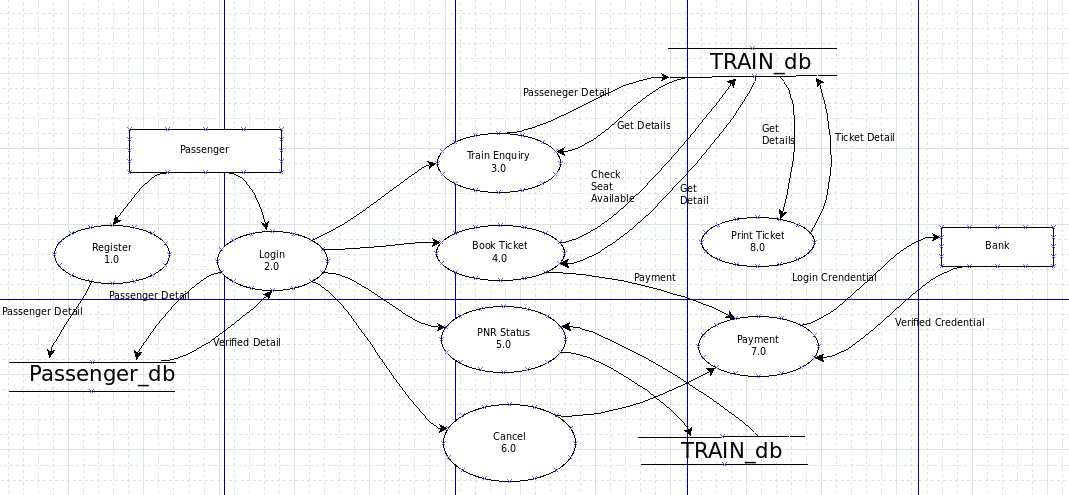 TRAIN_db
Passeneger Detail
Get Details
Get
Details
Ticket Detail
Passenger
Train Enquiry
3.0
Check
Seat
Available
Get
Detail
Register
1.0
Login
2.0
Book Ticket
4.0
Print Ticket
8.0
Bank
Payment
Login Crendential
Passenger Detail
Passenger Detail
Verified Detail
Verified Credential
PNR Status
5.0
Payment
7.0
Passenger_db
Cancel
6.0
TRAIN_db